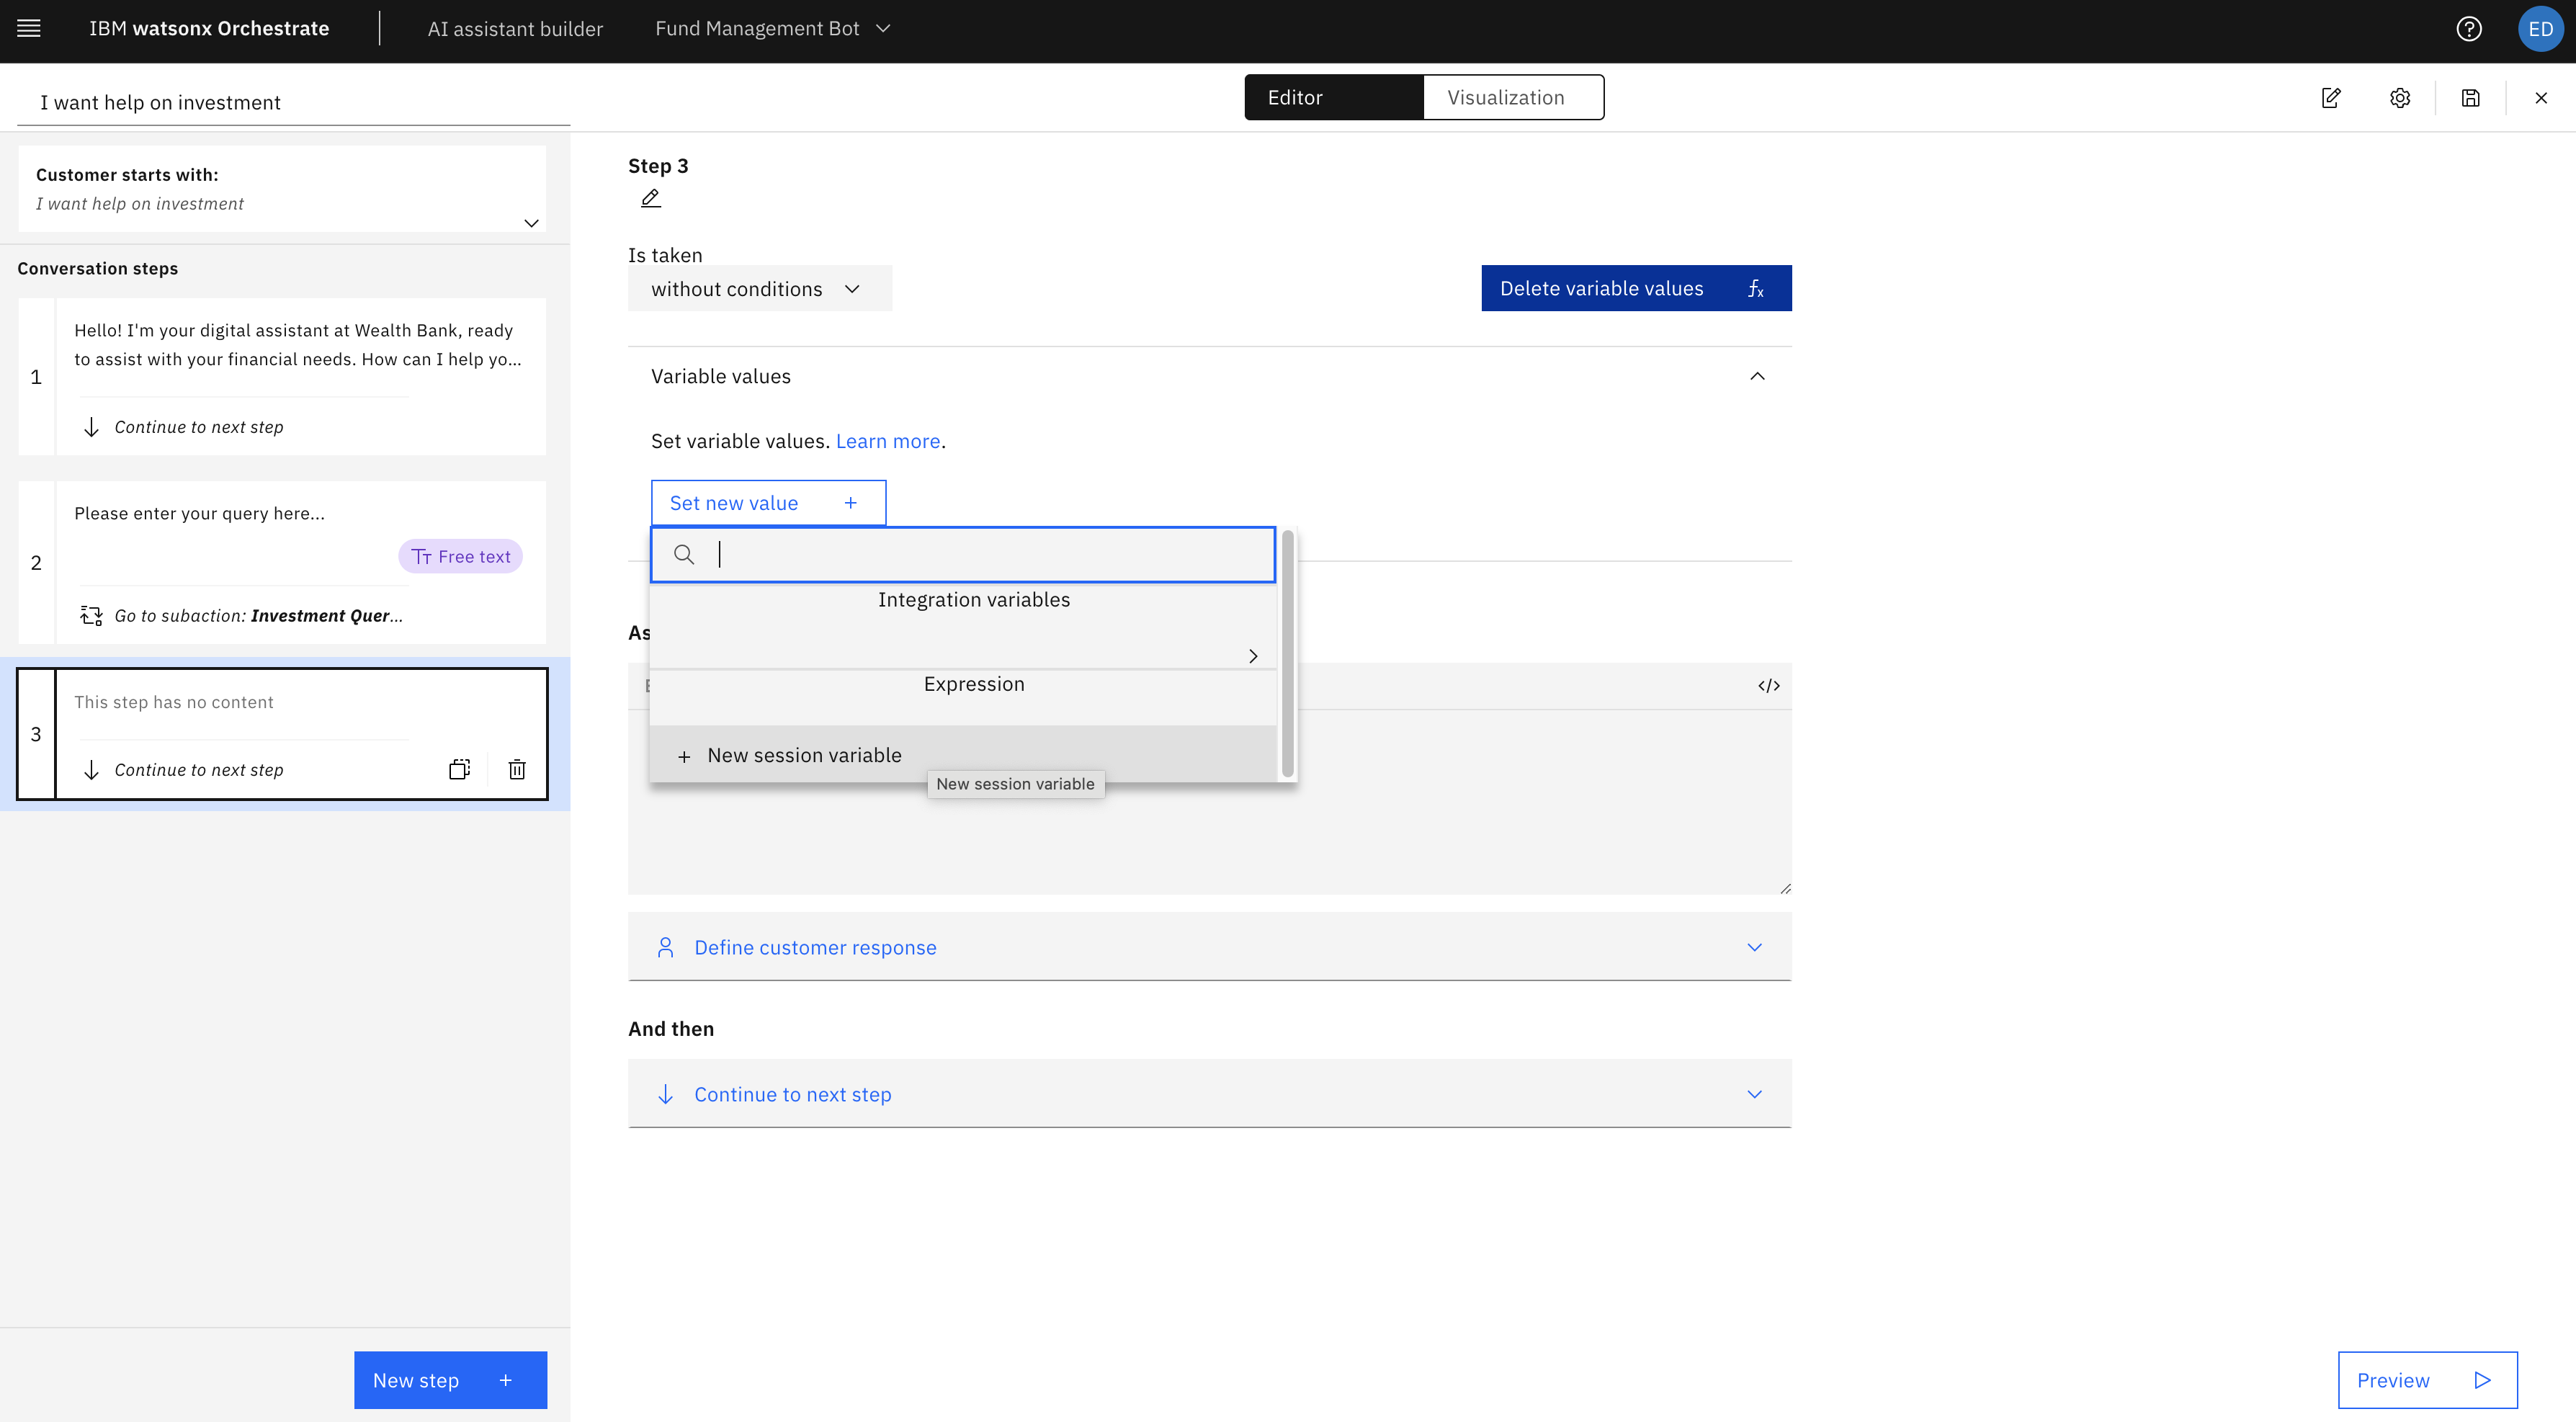 IBM watsonx Orchestrate
AI assistant builder
Fund Management Bot
ED
I want help on investment
Editor
Visualization
Customer starts with:
I want help on investment
Conversation steps
1
Hello! I'm your digital assistant at Wealth Bank, ready
to assist with your financial needs. How can I help yo...
Continue to next step
2
Please enter your query here...
Free text
Go to subaction: Investment Quer...
3
This step has no content
Continue to next step
New step +
Step 3
Is taken
without conditions
Delete variable values fx
Variable values
Set variable values. Learn more.
Set new value +
Integration variables
As
Expression
</>
+ New session variable
New session variable
Define customer response
And then
Continue to next step
Preview